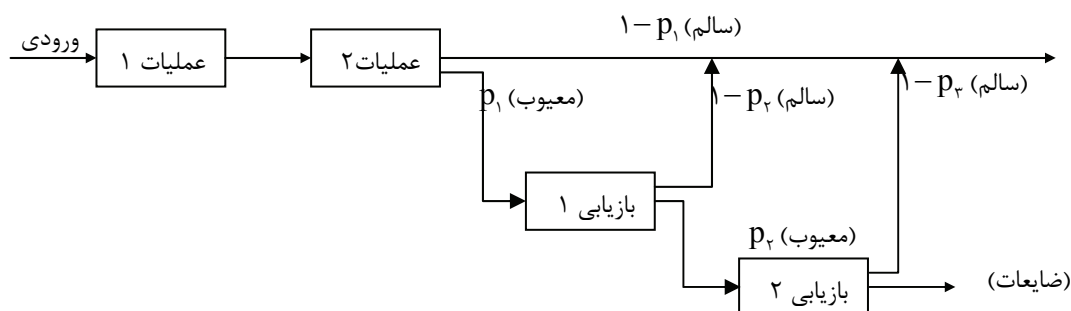 ۱− p۱ (سالم)
ورودی
عملیات ۱
عملیات۲
p۱ (معیوب)
۱− p۲ (سالم)
۱− p۳ (سالم)
بازیابی ۱
p۲ (معیوب)
بازیابی ۲
(ضایعات)